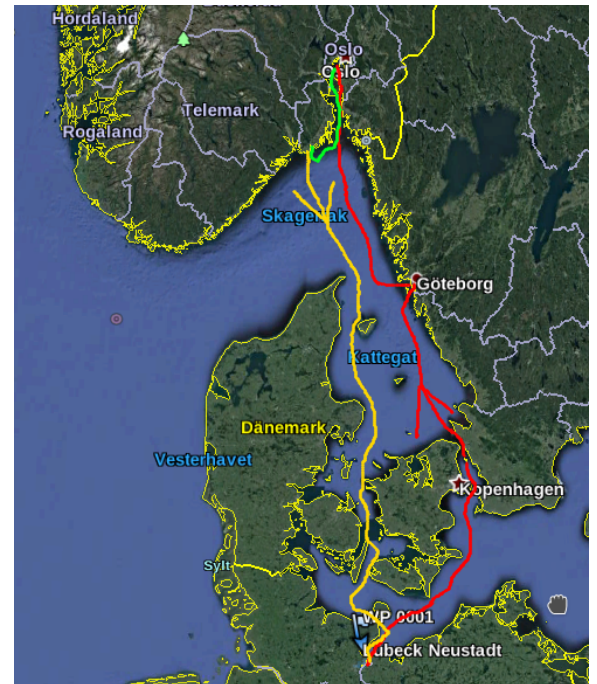 Hordaland
Oslo
Oslo
Telemark
Rogaland
Skagerrak
Göteborg
Kattegat
Dänemark
Vesterhavet
Kopenhagen
Sylt
WP 0001
Lübeck Neustadt